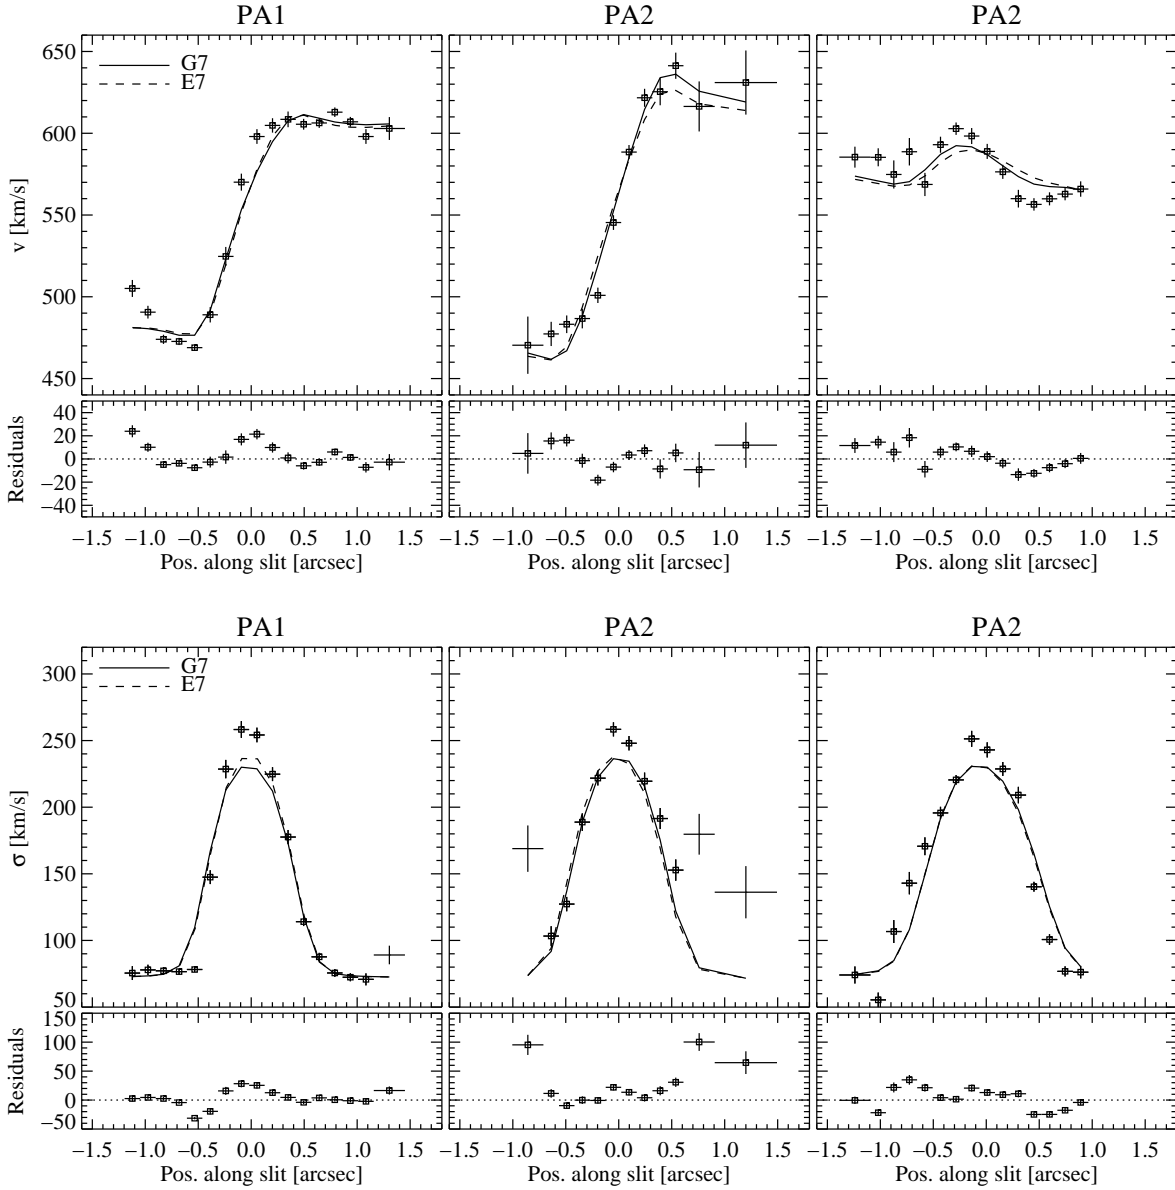 PA1 PA2 PA2
G7
E7
650
600
550
500
450
v [km/s]
40
20
0
−20
−40
Residuals
−1.5 −1.0 −0.5 0.0 0.5 1.0 1.5 −1.5 −1.0 −0.5 0.0 0.5 1.0 1.5 −1.5 −1.0 −0.5 0.0 0.5 1.0 1.5
Pos. along slit [arcsec] Pos. along slit [arcsec] Pos. along slit [arcsec]
PA1 PA2 PA2
G7
E7
300
250
200
150
100
50
σ [km/s]
150
100
50
0
−50
Residuals
−1.5 −1.0 −0.5 0.0 0.5 1.0 1.5 −1.5 −1.0 −0.5 0.0 0.5 1.0 1.5 −1.5 −1.0 −0.5 0.0 0.5 1.0 1.5
Pos. along slit [arcsec] Pos. along slit [arcsec] Pos. along slit [arcsec]